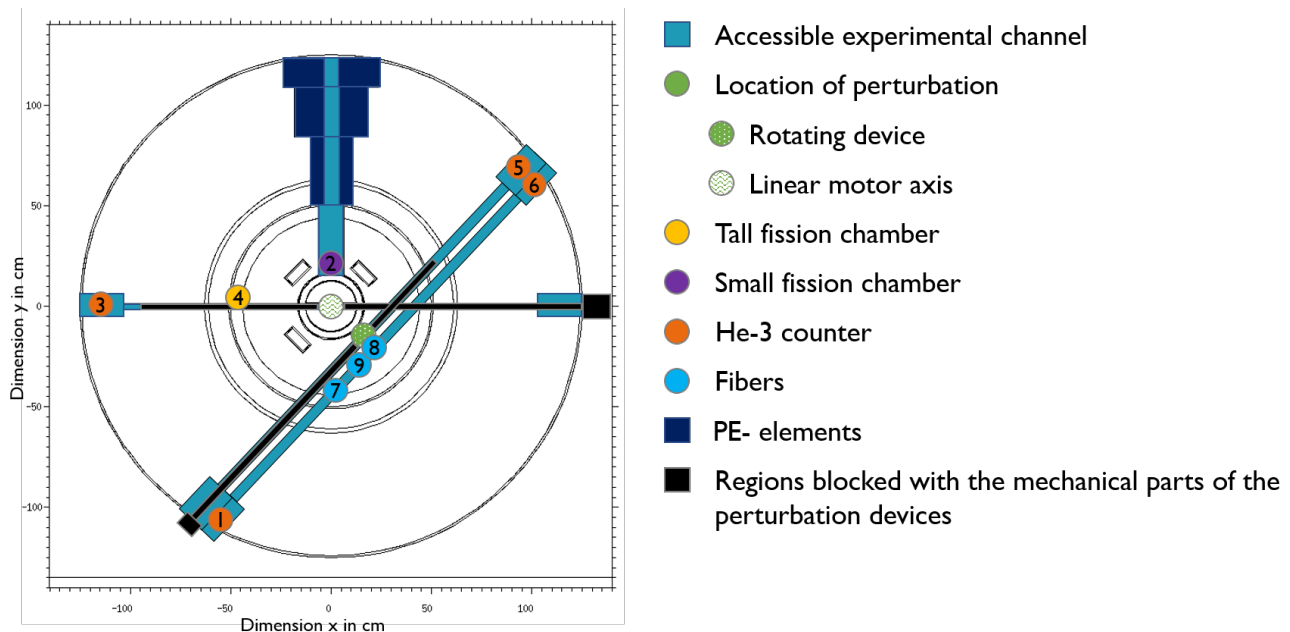 Accessible experimental channel
Location of perturbation
Rotating device
Linear motor axis
Tall fission chamber
Small fission chamber
He-3 counter
Fibers
PE- elements
Regions blocked with the mechanical parts of the
perturbation devices
Dimension y in cm
100
50
0
-50
-100
5
6
2
3
4
8
9
7
1
-100
-50
0
50
100
Dimension x in cm